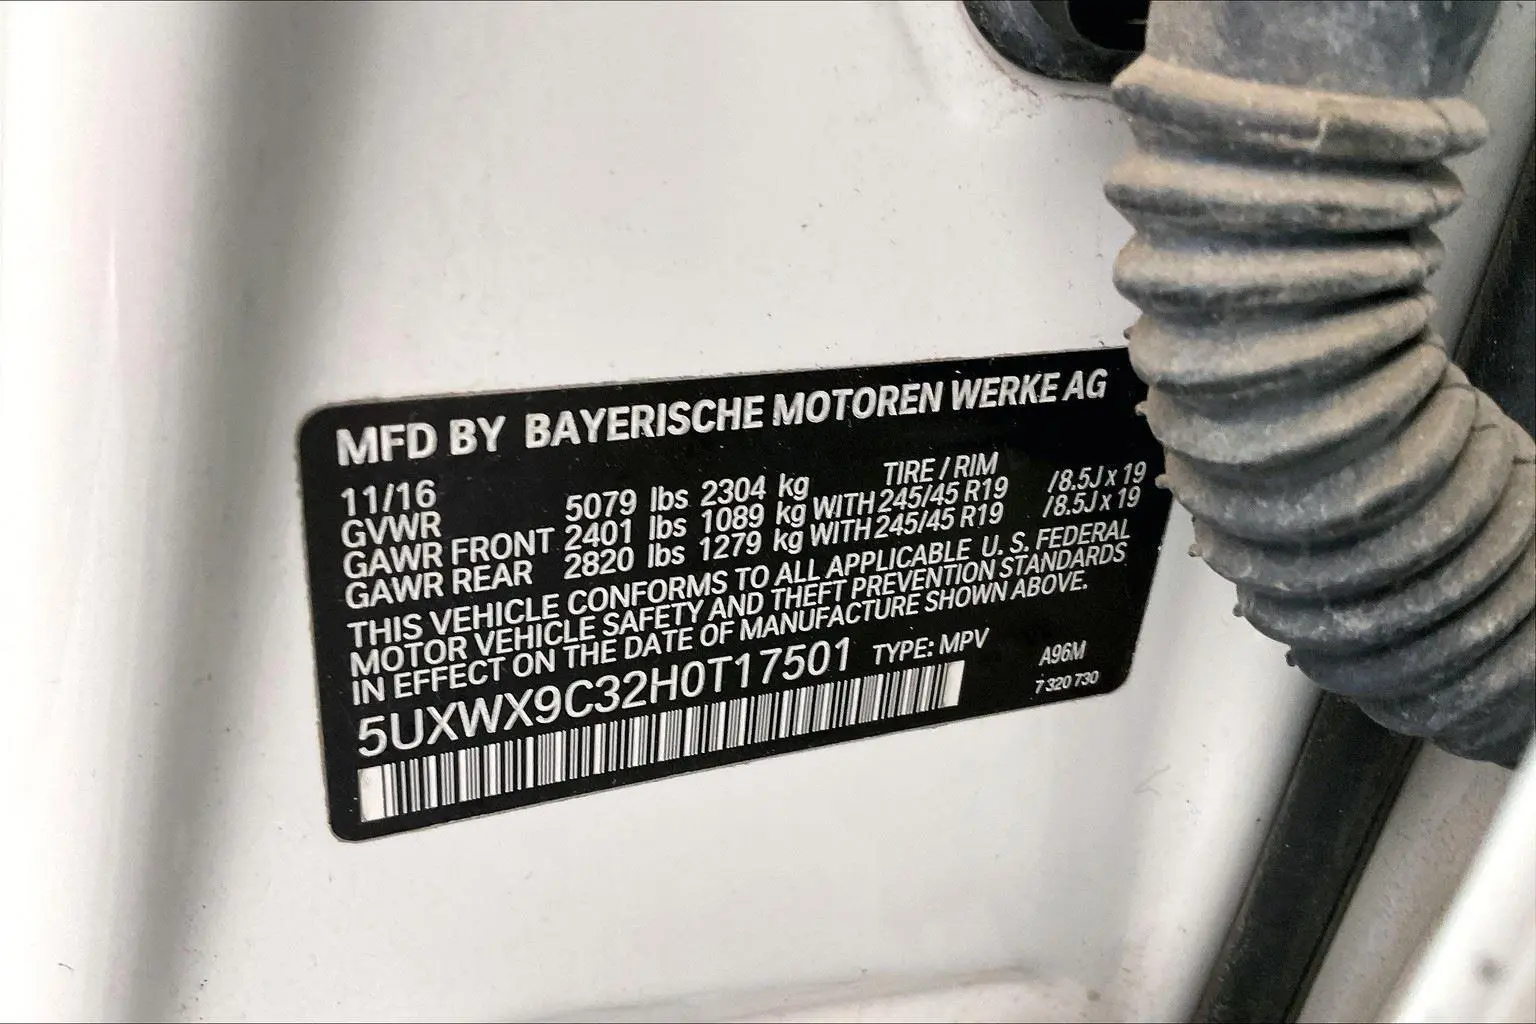 MFD BY BAYERISCHE MOTOREN WERKE AG
11/16 TIRE / RIM
GVWR 5079 lbs 2304 kg
GAWR FRONT 2401 lbs 1089 kg WITH 245/45 R19 /8.5J x 19
GAWR REAR 2820 lbs 1279 kg WITH 245/45 R19 /8.5J x 19
THIS VEHICLE CONFORMS TO ALL APPLICABLE U. S. FEDERAL
MOTOR VEHICLE SAFETY AND THEFT PREVENTION STANDARDS
IN EFFECT ON THE DATE OF MANUFACTURE SHOWN ABOVE.
5UXWX9C32H0T17501 TYPE: MPV A96M
7 320 730